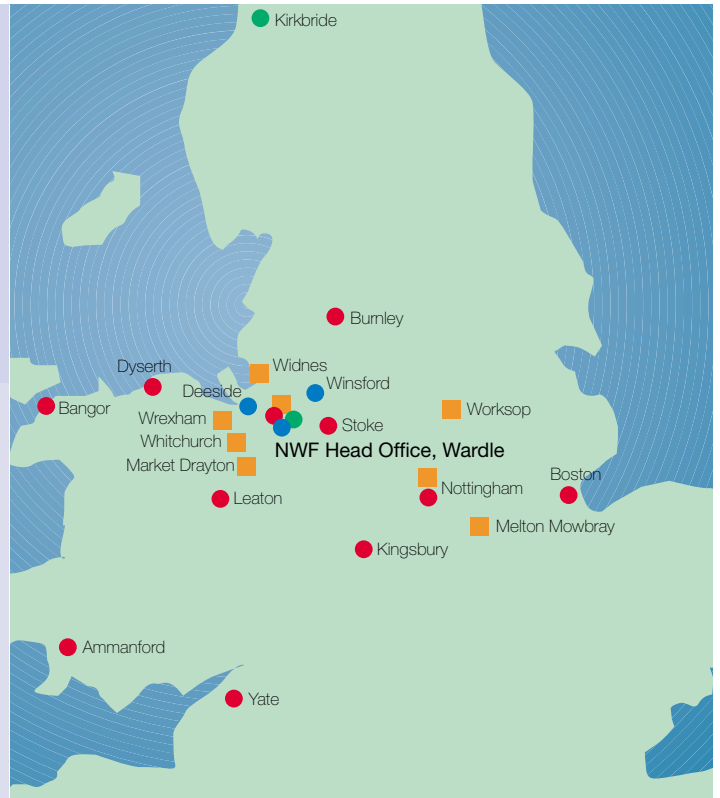 Kirkbride
Burnley
Widnes
Dyserth
Winsford
Deeside
Bangor
Worksop
Wrexham
Stoke
Whitchurch
NWF Head Office, Wardle
Market Drayton
Boston
Nottingham
Leaton
Melton Mowbray
Kingsbury
Ammanford
Yate